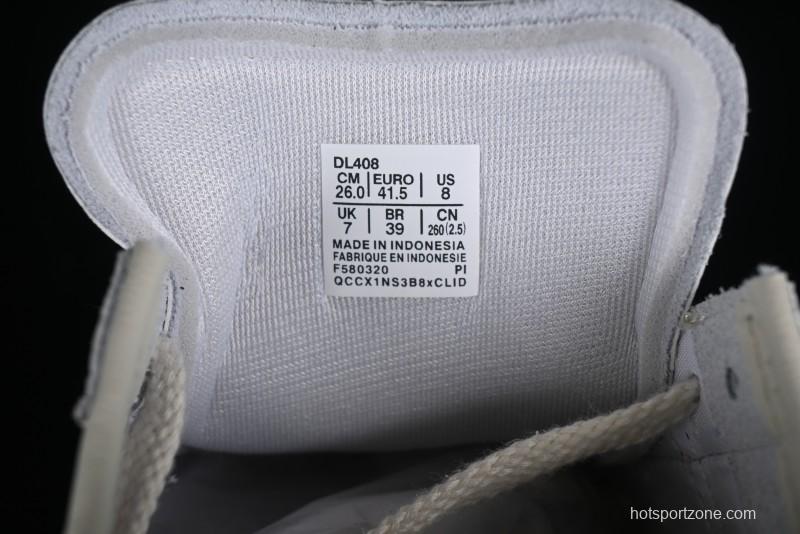 DL408
CM | EURO | US
26.0 | 41.5 | 8
UK | BR | CN
7 | 39 | 260(2.5)
MADE IN INDONESIA
FABRIQUE EN INDONESIE
F580320 PI
QCCX1NS3B8xCLID
hotsportzone.com